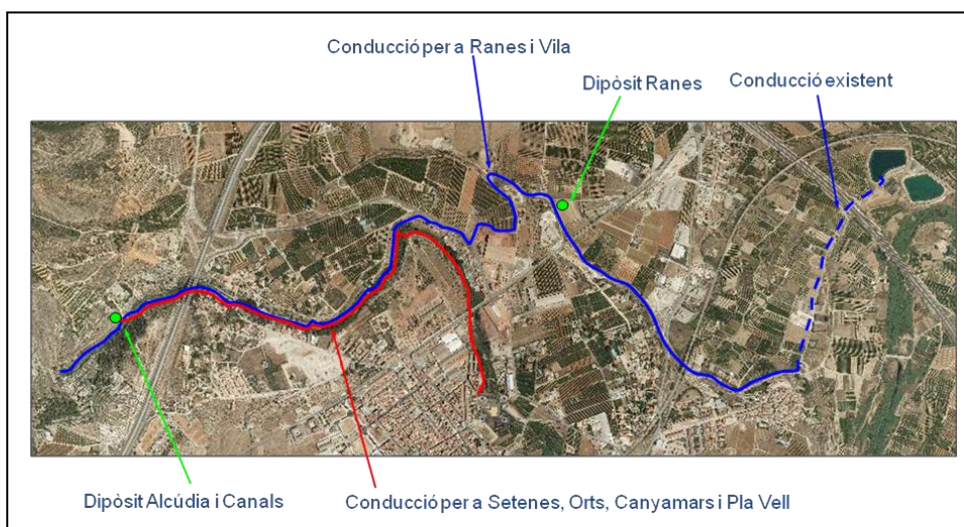 Conducció per a Ranes i Vila
Dipòsit Ranes
Conducció existent
Dipòsit Alcúdia i Canals
Conducció per a Setenes, Orts, Canyamars i Pla Vell